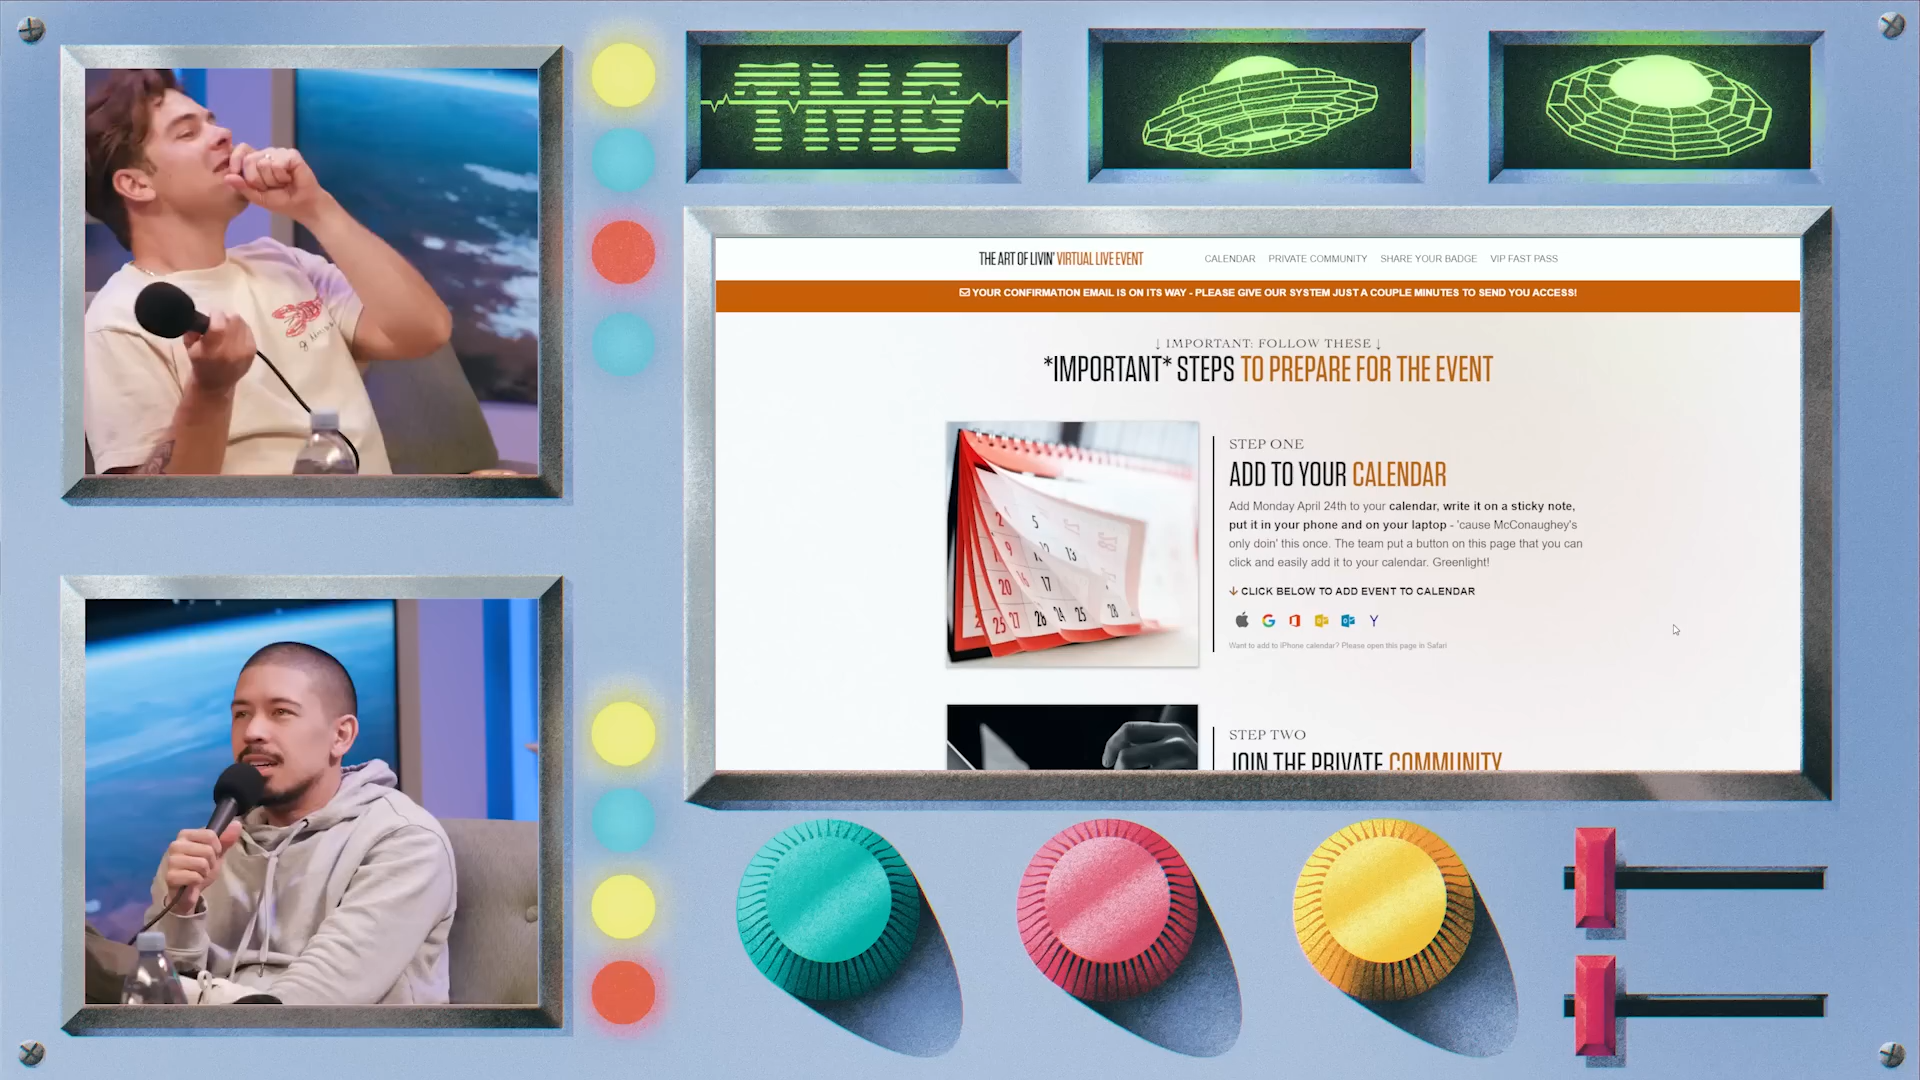 TMG
THE ART OF LIVIN' VIRTUAL LIVE EVENT
CALENDAR PRIVATE COMMUNITY SHARE YOUR BADGE VIP FAST PASS
YOUR CONFIRMATION EMAIL IS ON ITS WAY - PLEASE GIVE OUR SYSTEM JUST A COUPLE MINUTES TO SEND YOU ACCESS!
↓ IMPORTANT: FOLLOW THESE ↓
*IMPORTANT* STEPS TO PREPARE FOR THE EVENT
STEP ONE
ADD TO YOUR CALENDAR
Add Monday April 24th to your calendar, write it on a sticky note,
put it in your phone and on your laptop - 'cause McConaughey's
only doin' this once. The team put a button on this page that you can
click and easily add it to your calendar. Greenlight!
↓ CLICK BELOW TO ADD EVENT TO CALENDAR
Want to add to iPhone calendar? Please open this page in Safari
STEP TWO
JOIN THE PRIVATE COMMUNITY